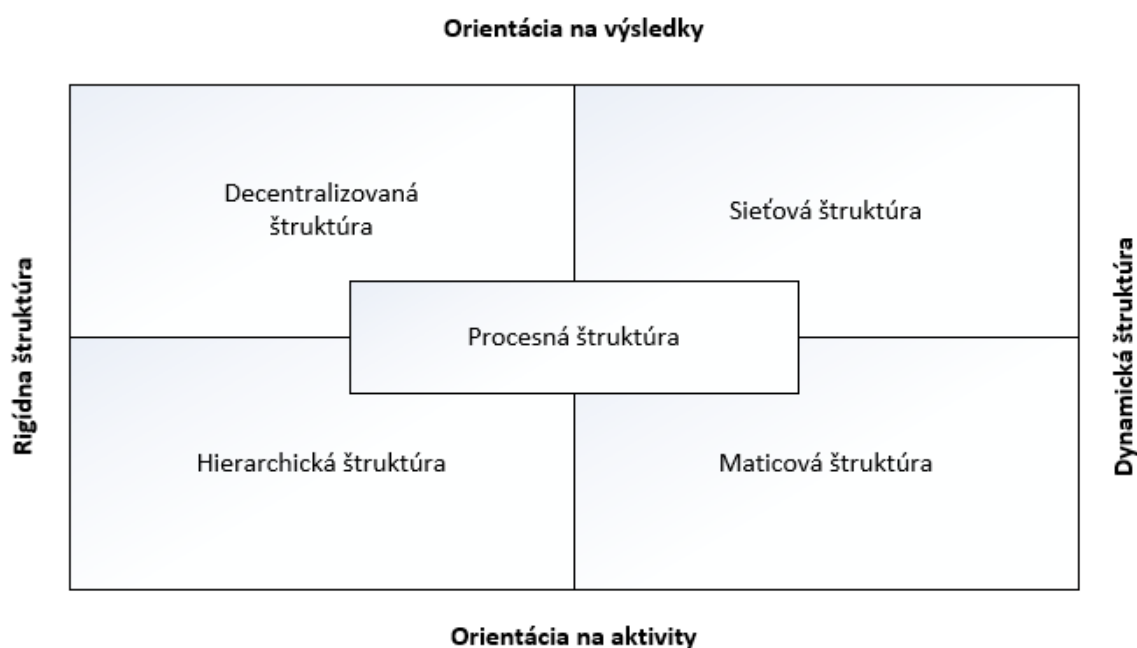 Orientácia na výsledky
Decentralizovaná
štruktúra
Sieťová štruktúra
Rigídna štruktúra
Procesná štruktúra
Dynamická štruktúra
Hierarchická štruktúra
Maticová štruktúra
Orientácia na aktivity